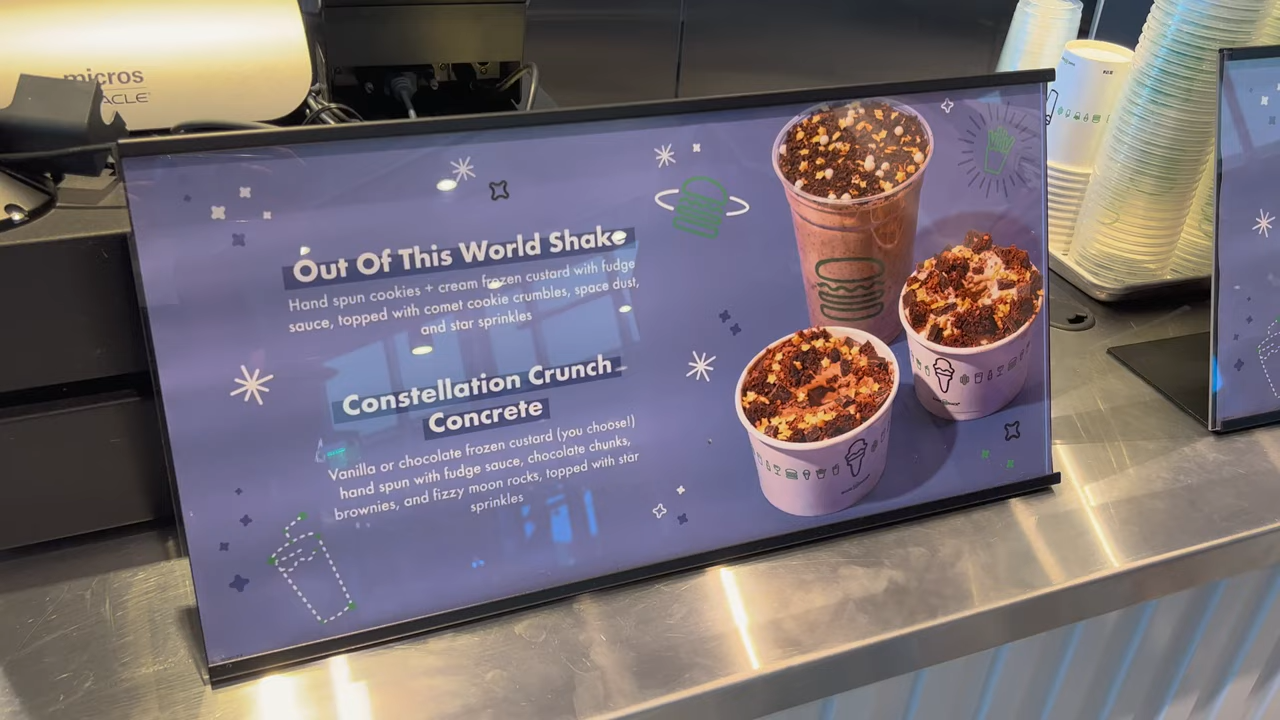 micros
Out Of This World Shake
Hand spun cookies + cream frozen custard with fudge
sauce, topped with comet cookie crumbles, space dust,
and star sprinkles
Constellation Crunch
Concrete
Vanilla or chocolate frozen custard (you choose!)
hand spun with fudge sauce, chocolate chunks,
brownies, and fizzy moon rocks, topped with star
sprinkles